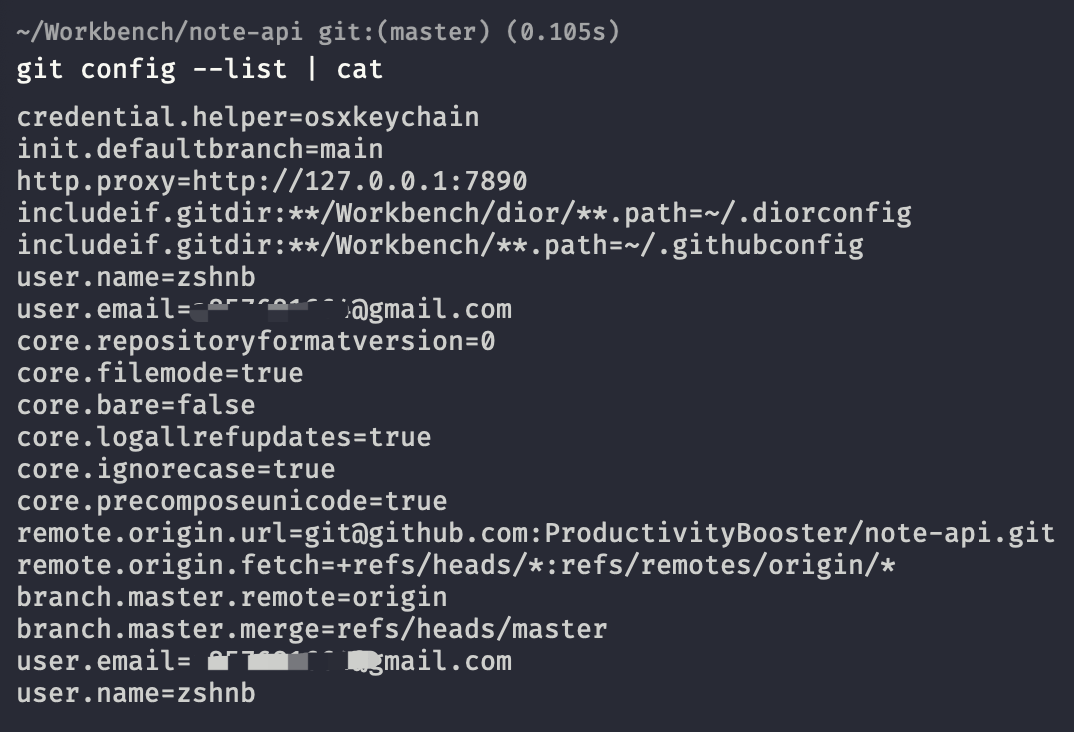 ~/Workbench/note-api git:(master) (0.105s)
git config --list | cat
credential.helper=osxkeychain
init.defaultbranch=main
http.proxy=http://127.0.0.1:7890
includeif.gitdir:**/Workbench/dior/**.path=~/.diorconfig
includeif.gitdir:**/Workbench/**.path=~/.githubconfig
user.name=zshnb
user.email=@gmail.com
core.repositoryformatversion=0
core.filemode=true
core.bare=false
core.logallrefupdates=true
core.ignorecase=true
core.precomposeunicode=true
remote.origin.url=git@github.com:ProductivityBooster/note-api.git
remote.origin.fetch=+refs/heads/*:refs/remotes/origin/*
branch.master.remote=origin
branch.master.merge=refs/heads/master
user.email= gmail.com
user.name=zshnb